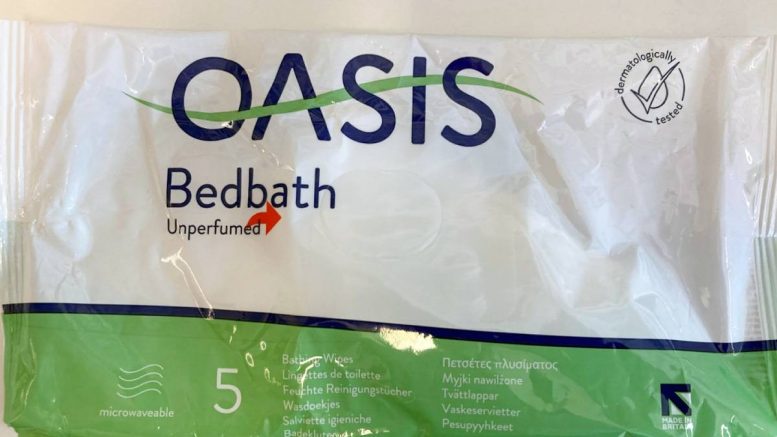 OASIS
dermatologically
tested
Bedbath
Unperfumed
microwaveable
5
Bathing Wipes
Lingettes de toilette
Feuchte Reinigungstücher
Wasdoekjes
Salviette igieniche
Bedeklutpo
Πετσέτες πλυσίματος
Myjki nawilżone
Tvättlappar
Vaskeservietter
Pesupyyhkeet
MADE IN
BRITAIN